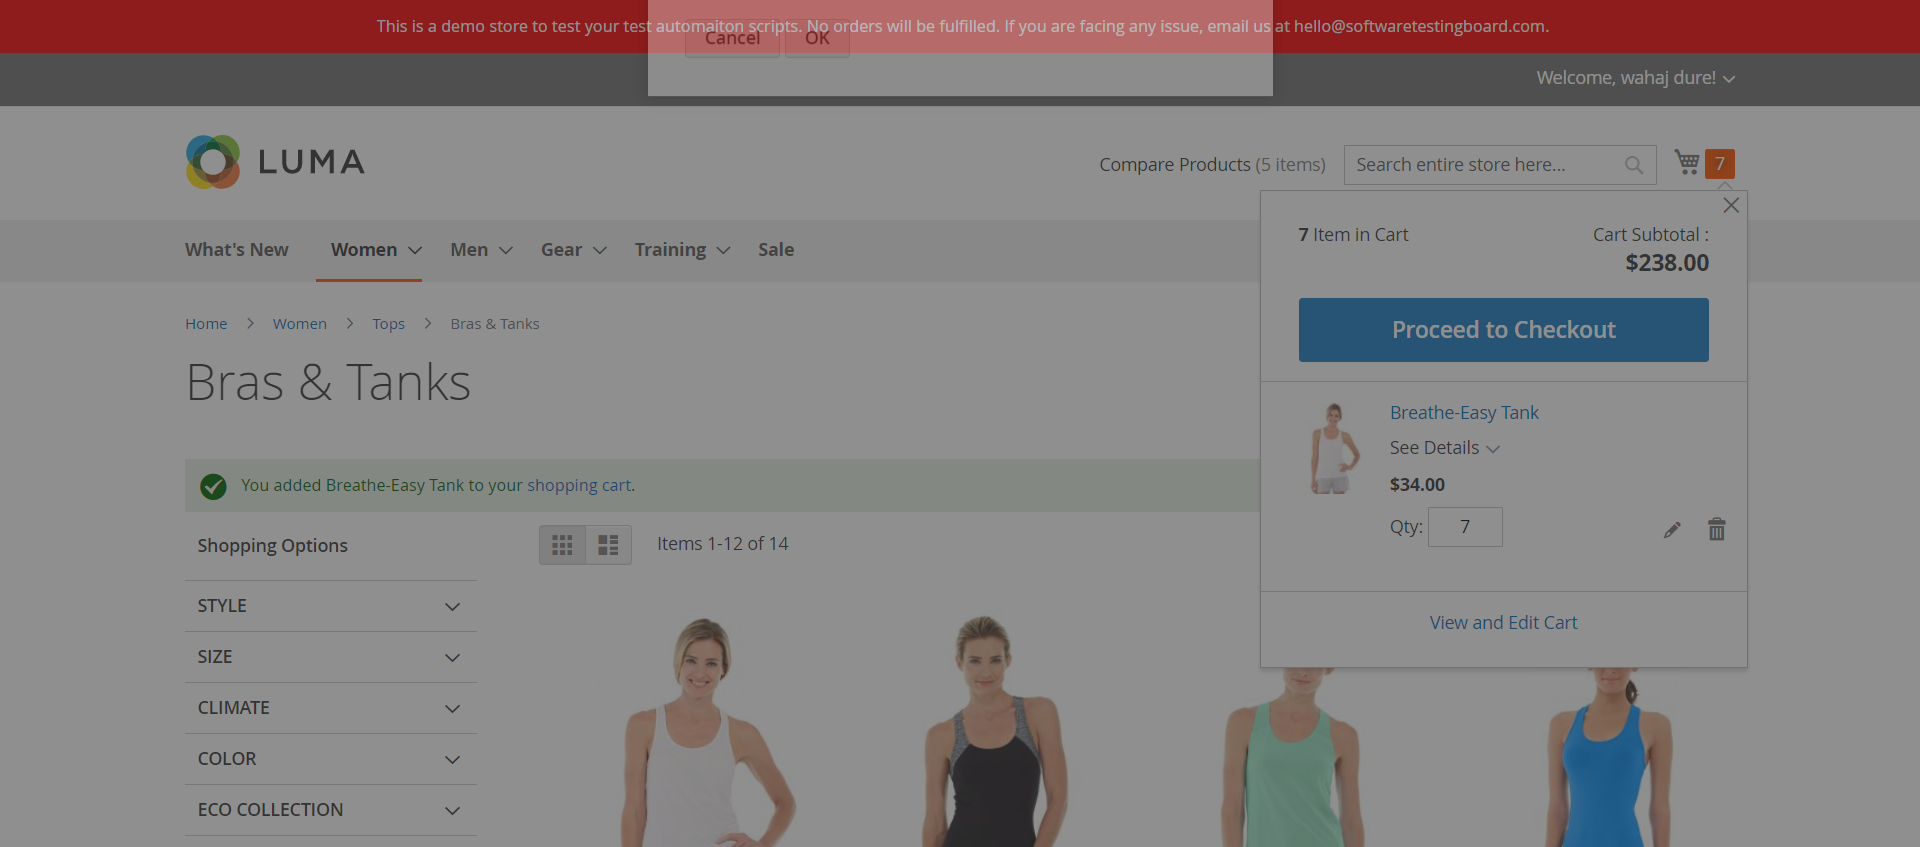 This is a demo store to test your test automaiton scripts. No orders will be fulfilled. If you are facing any issue, email us at hello@softwaretestingboard.com.
Cancel OK
Welcome, wahaj dure!
LUMA
Compare Products (5 items)
Search entire store here...
7
What's New Women Men Gear Training Sale
7 Item in Cart
Cart Subtotal :
$238.00
Proceed to Checkout
Breathe-Easy Tank
See Details
$34.00
Qty: 7
View and Edit Cart
Home > Women > Tops > Bras & Tanks
Bras & Tanks
You added Breathe-Easy Tank to your shopping cart.
Shopping Options
Items 1-12 of 14
STYLE
SIZE
CLIMATE
COLOR
ECO COLLECTION